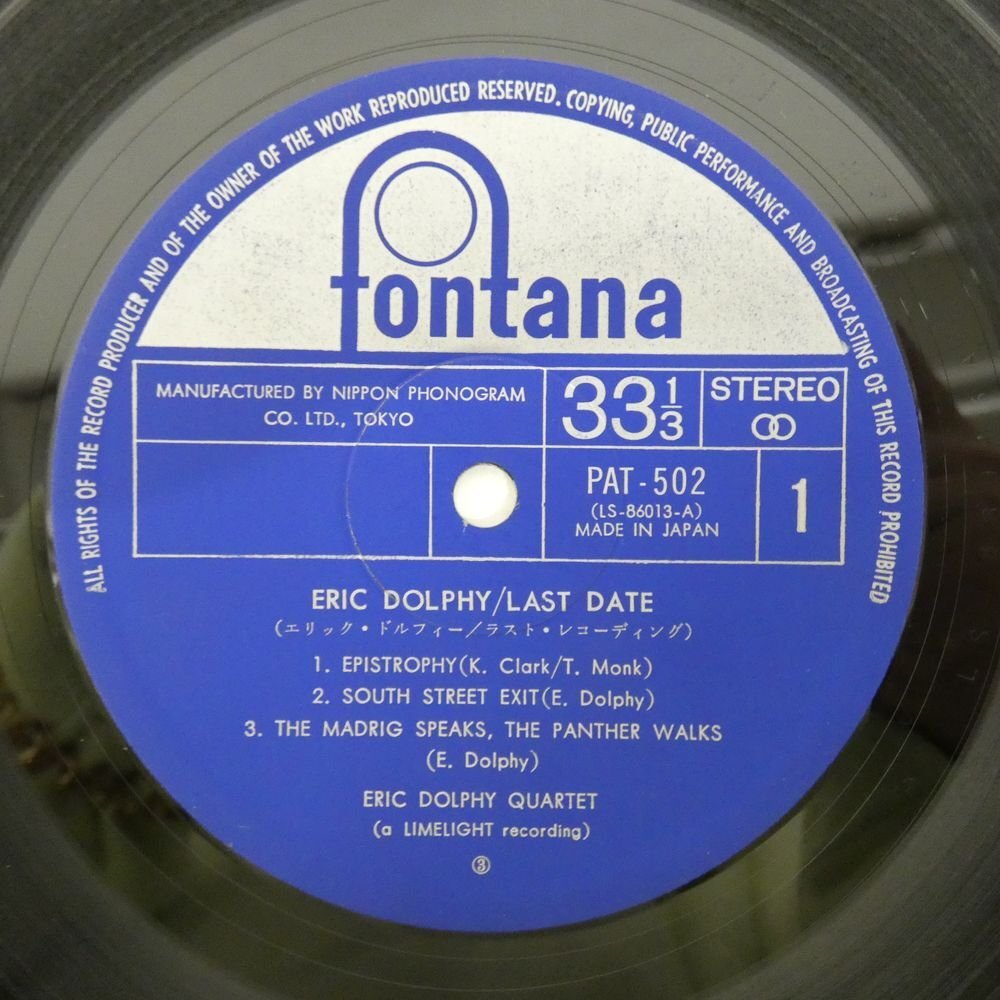 ALL RIGHTS OF THE RECORD PRODUCER AND OF THE OWNER OF THE WORK REPRODUCED RESERVED. COPYING, PUBLIC PERFORMANCE AND BROADCASTING OF THIS RECORD PROHIBITED
fontana
MANUFACTURED BY NIPPON PHONOGRAM
CO. LTD., TOKYO
33 1/3
STEREO
PAT-502
(LS-86013-A)
MADE IN JAPAN
1
ERIC DOLPHY/LAST DATE
(エリック・ドルフィー/ラスト・レコーディング)
1. EPISTROPHY(K. Clark/T. Monk)
2. SOUTH STREET EXIT(E. Dolphy)
3. THE MADRIG SPEAKS, THE PANTHER WALKS
(E. Dolphy)
ERIC DOLPHY QUARTET
(a LIMELIGHT recording)
③